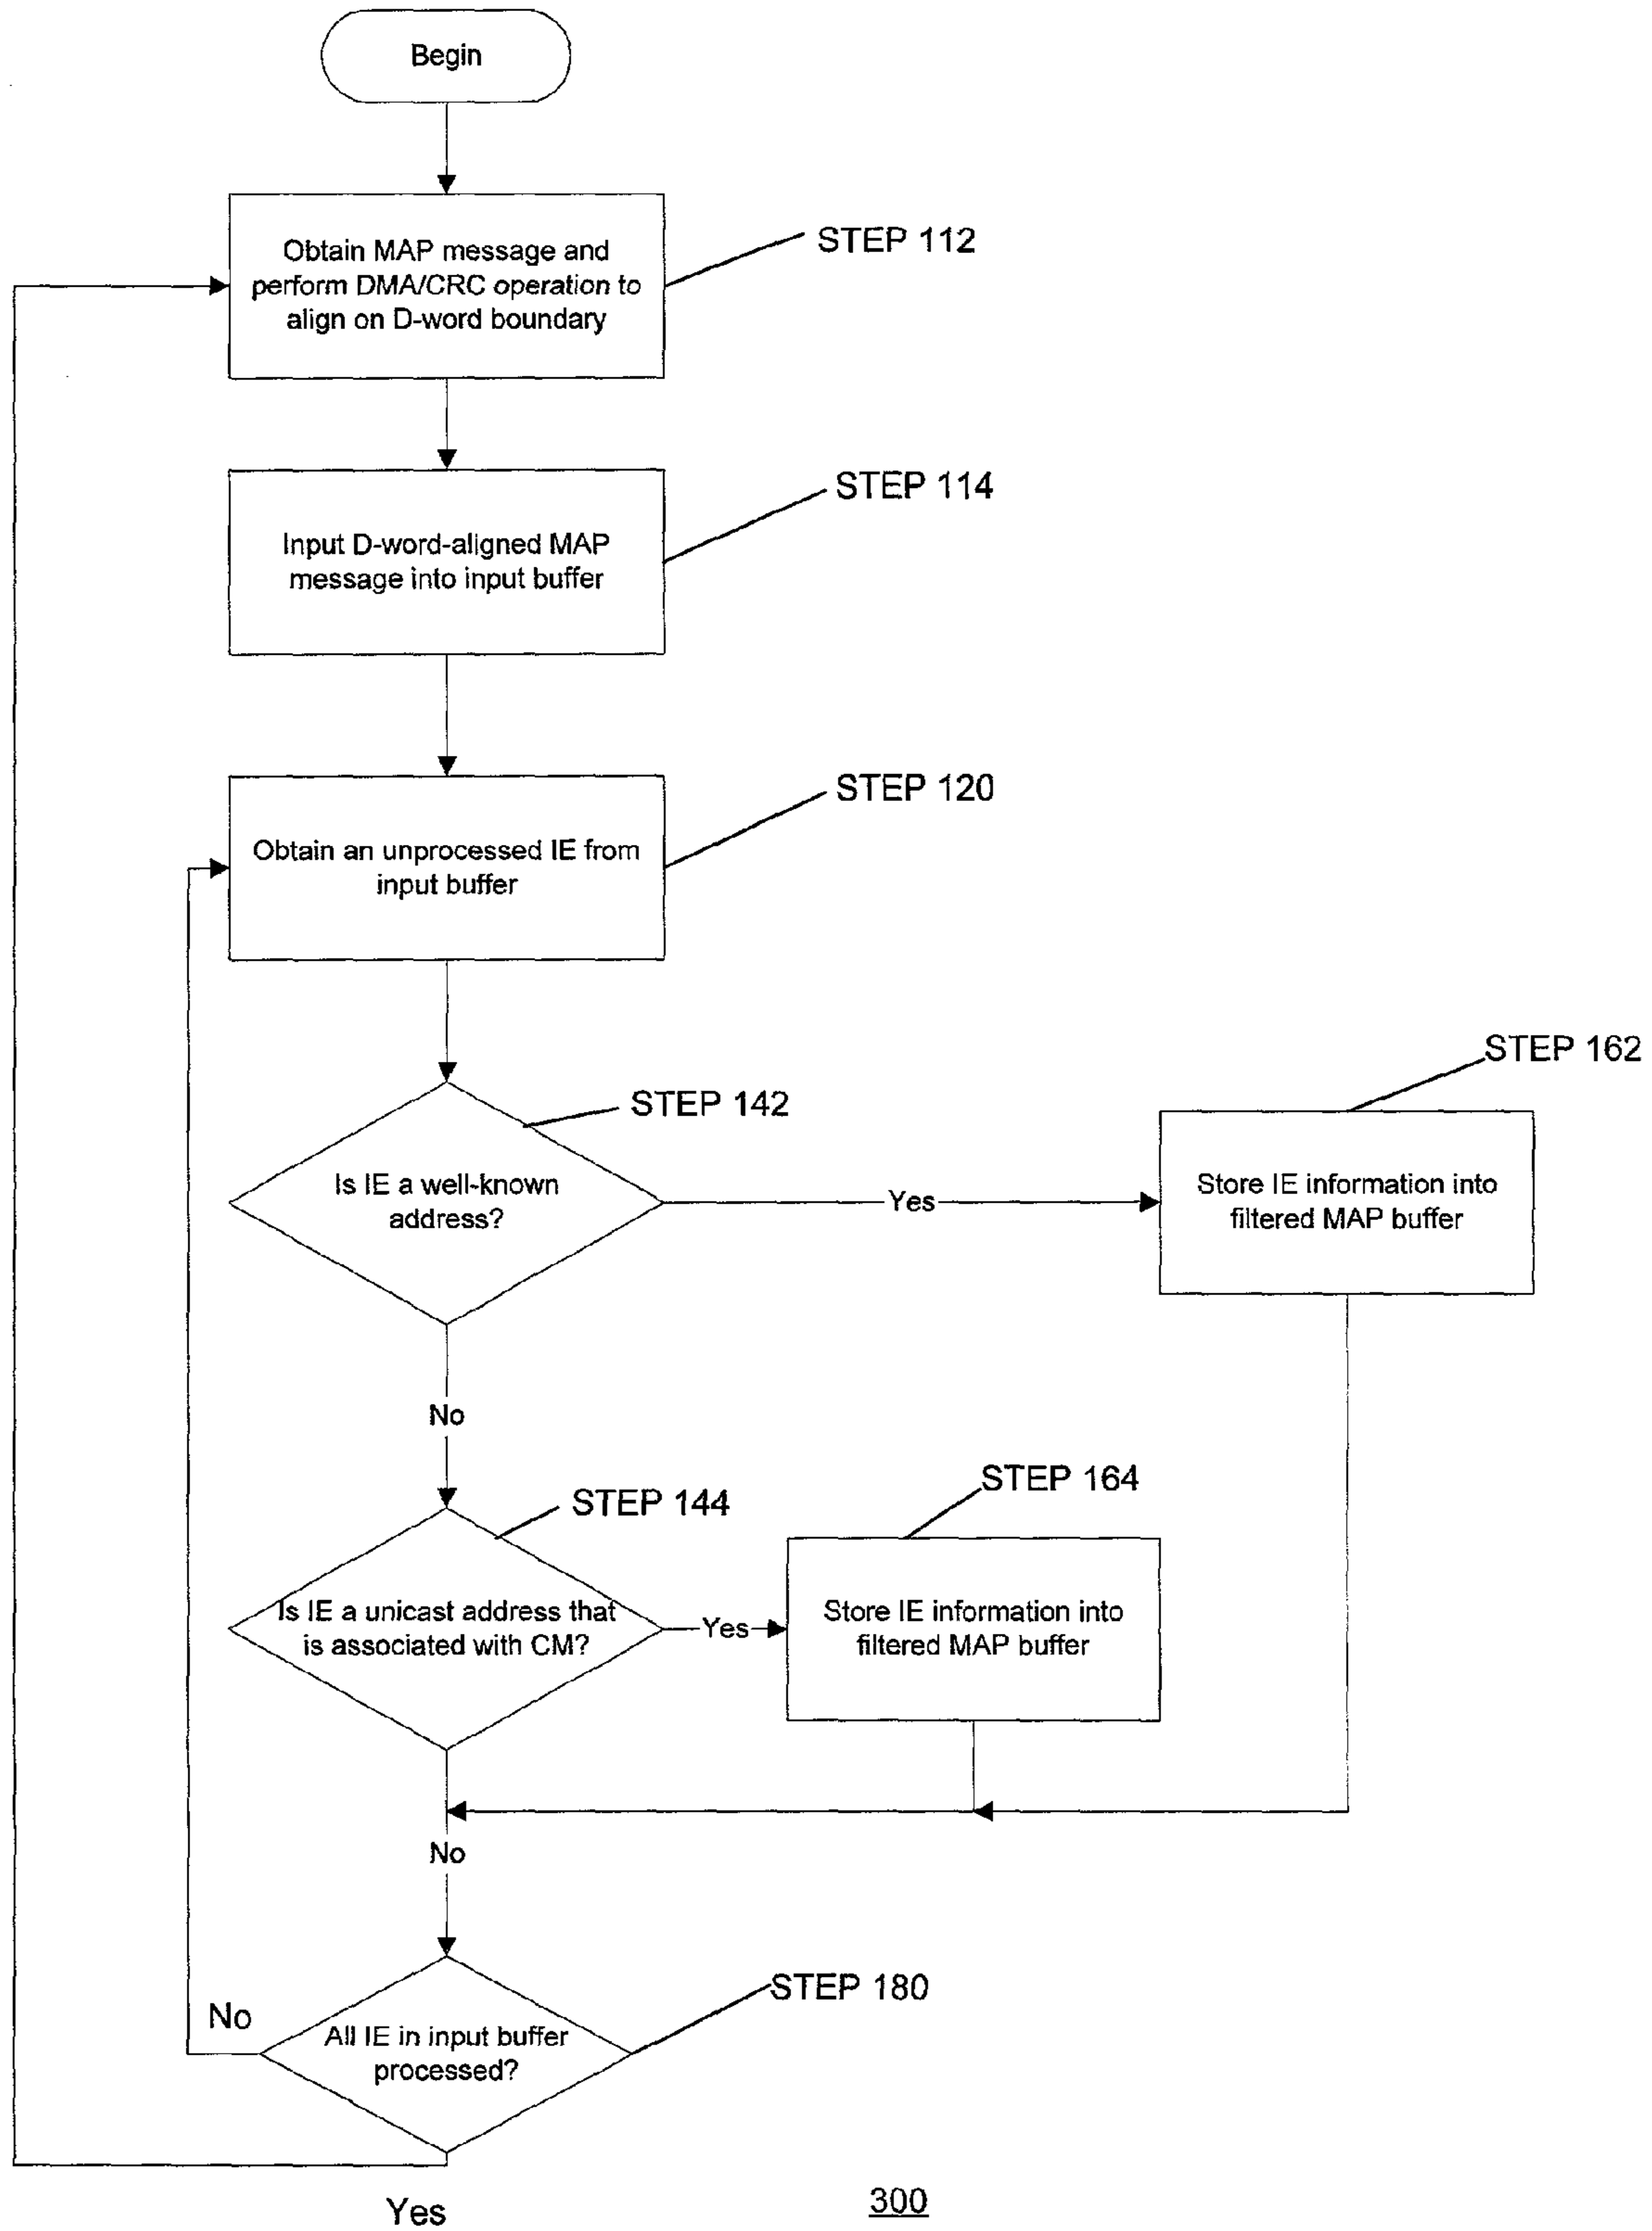 Begin
Obtain MAP message and
perform DMA/CRC operation to
align on D-word boundary
STEP 112
Input D-word-aligned MAP
message into input buffer
STEP 114
Obtain an unprocessed IE from
input buffer
STEP 120
Is IE a well-known
address?
STEP 142
Yes
Store IE information into
filtered MAP buffer
STEP 162
No
Is IE a unicast address that
is associated with CM?
STEP 144
Yes
Store IE information into
filtered MAP buffer
STEP 164
No
All IE in input buffer
processed?
STEP 180
No
Yes
300